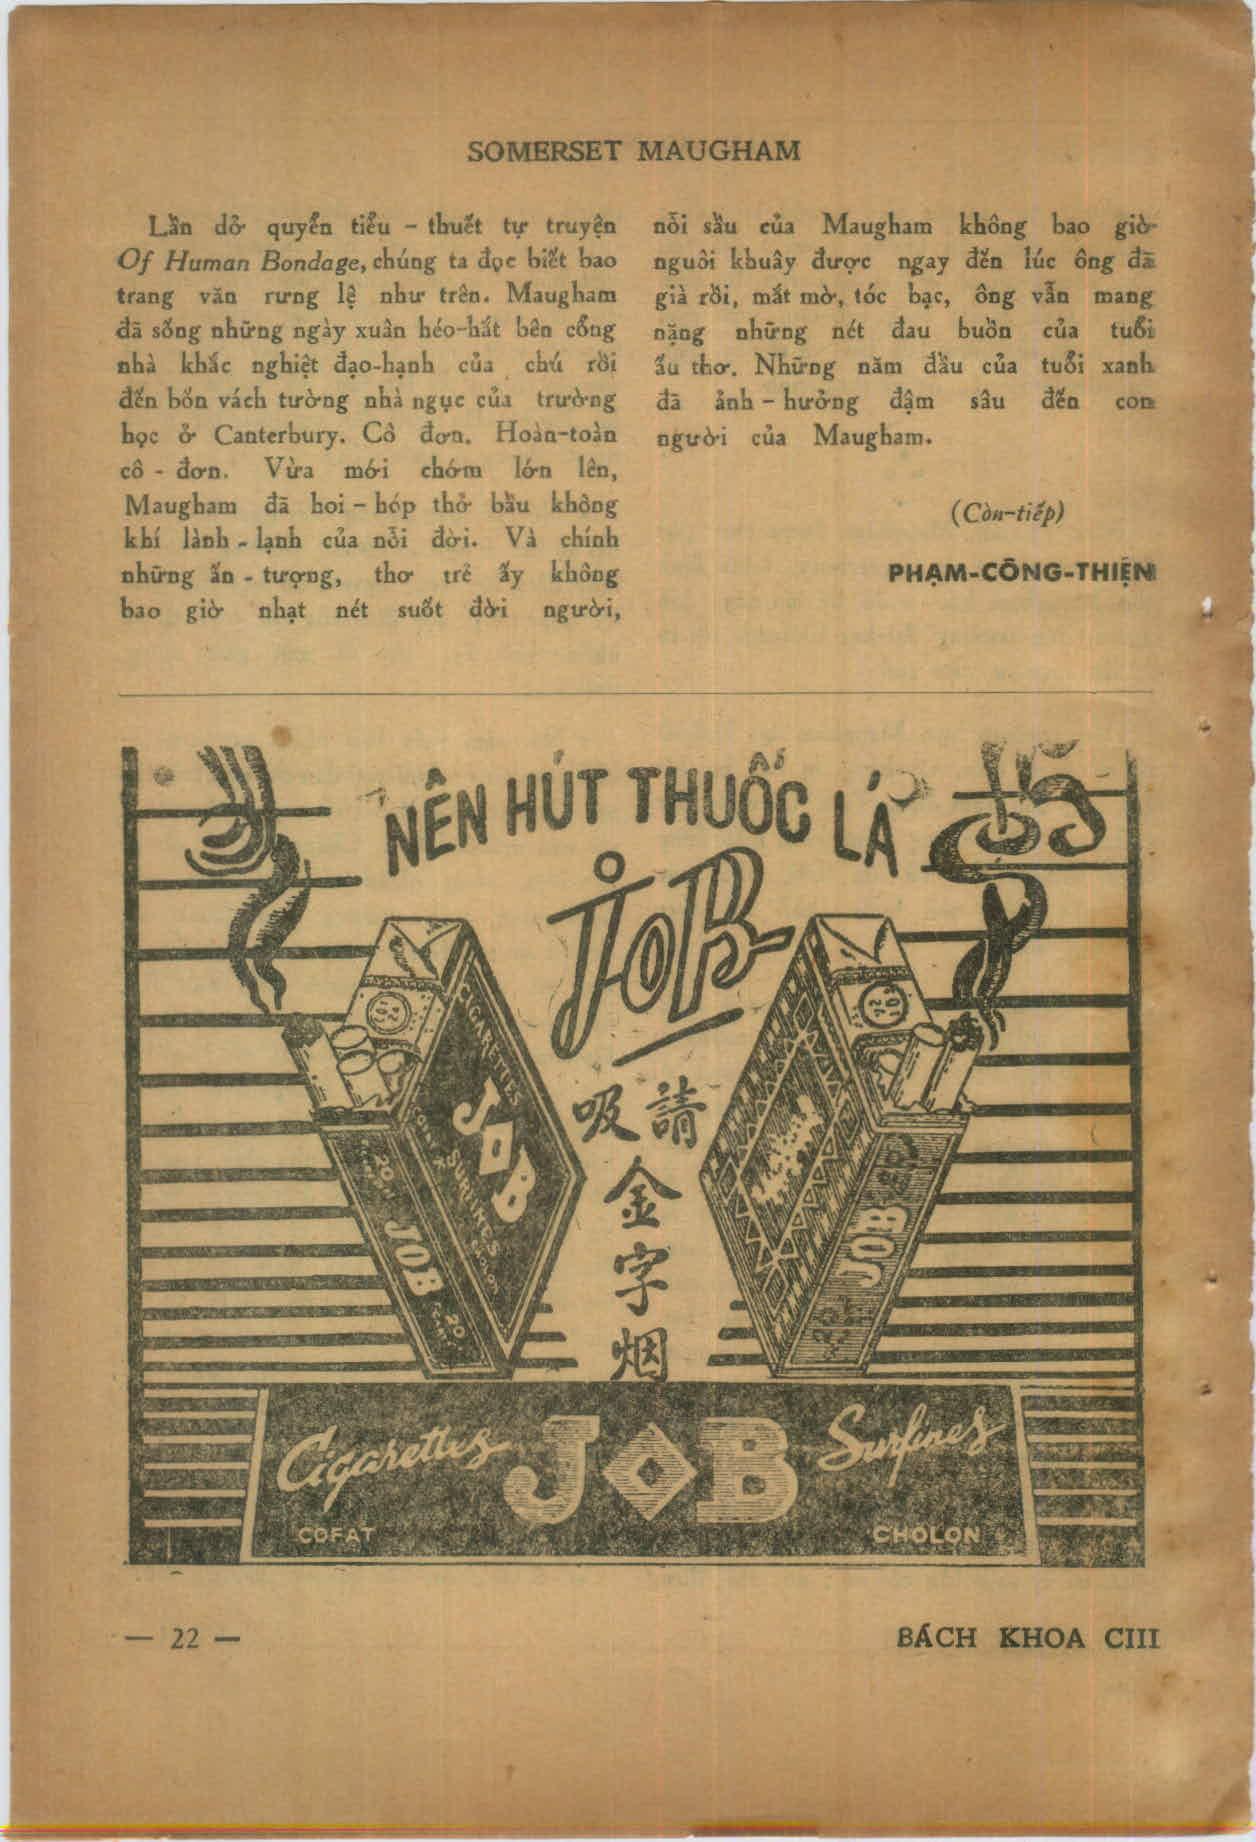 SOMERSET MAUGHAM
Lần dở quyển tiểu - thuết tự truyện
Of Human Bondage, chúng ta đọc biết bao
trang văn rưng lệ như trên. Maugham
đã sống những ngày xuân héo-hắt bên cổng
nhà khắc nghiệt đạo-hạnh của chú rồi
đến bốn vách tường nhà ngục của trường
học ở Canterbury. Cô đơn. Hoàn-toàn
cô - đơn. Vừa mới chớm lớn lên,
Maugham đã hoi - hóp thở bầu không
khí lành - lạnh của nỗi đời. Và chính
những ấn - tượng, thơ trẻ ấy không
bao giờ nhạt nét suốt đời người,
nỗi sầu của Maugham không bao giờ
nguôi khuây được ngay đến lúc ông đã
già rồi, mắt mờ, tóc bạc, ông vẫn mang
nặng những nét đau buồn của tuổi
ấu thơ. Những năm đầu của tuổi xanh
đã ảnh - hưởng đậm sâu đến con
người của Maugham.
(Còn-tiếp)
PHẠM-CÔNG-THIỆN
NÊN HÚT THUỐC LÁ
JOB
請吸
金
字
烟
CIGARETTES
JOB
SURFINES
CHOLON
20
JOB
20
JOB
Cigarettes JOB Surfines
COFAT CHOLON
— 22 —
BÁCH KHOA CIII